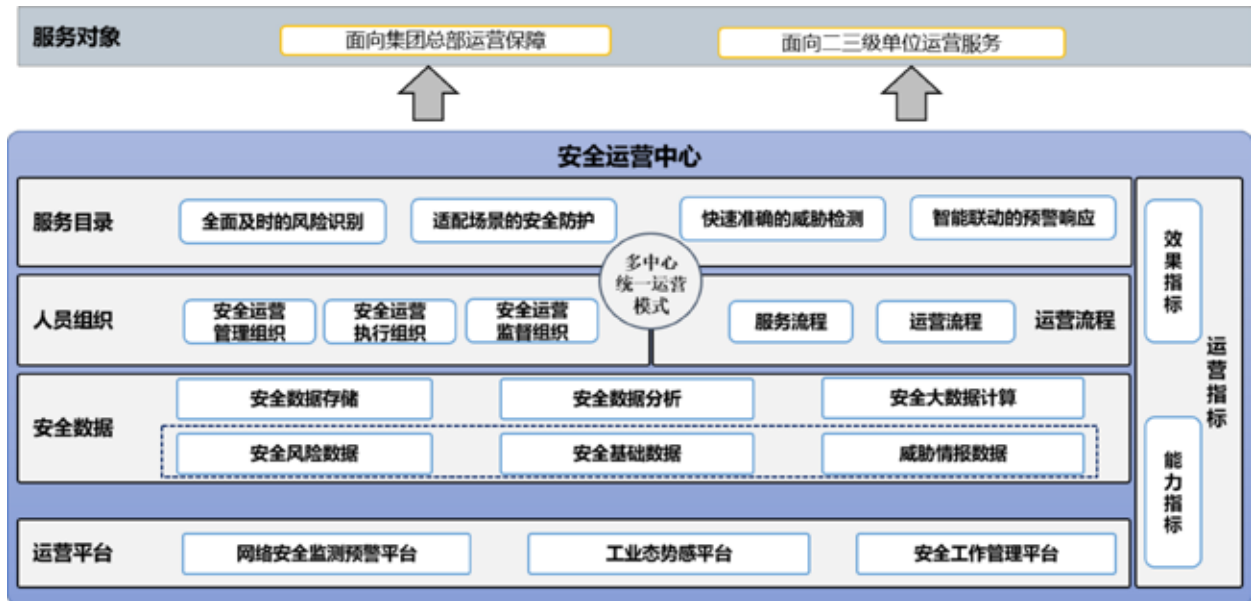 服务对象
面向集团总部运营保障
面向二三级单位运营服务
安全运营中心
服务目录
全面及时的风险识别
适配场景的安全防护
快速准确的威胁检测
智能联动的预警响应
多中心
统一运营
模式
人员组织
安全运营
管理组织
安全运营
执行组织
安全运营
监督组织
服务流程
运营流程
运营流程
安全数据
安全数据存储
安全数据分析
安全大数据计算
安全风险数据
安全基础数据
威胁情报数据
运营平台
网络安全监测预警平台
工业态势感平台
安全工作管理平台
效果指标
能力指标
运营指标